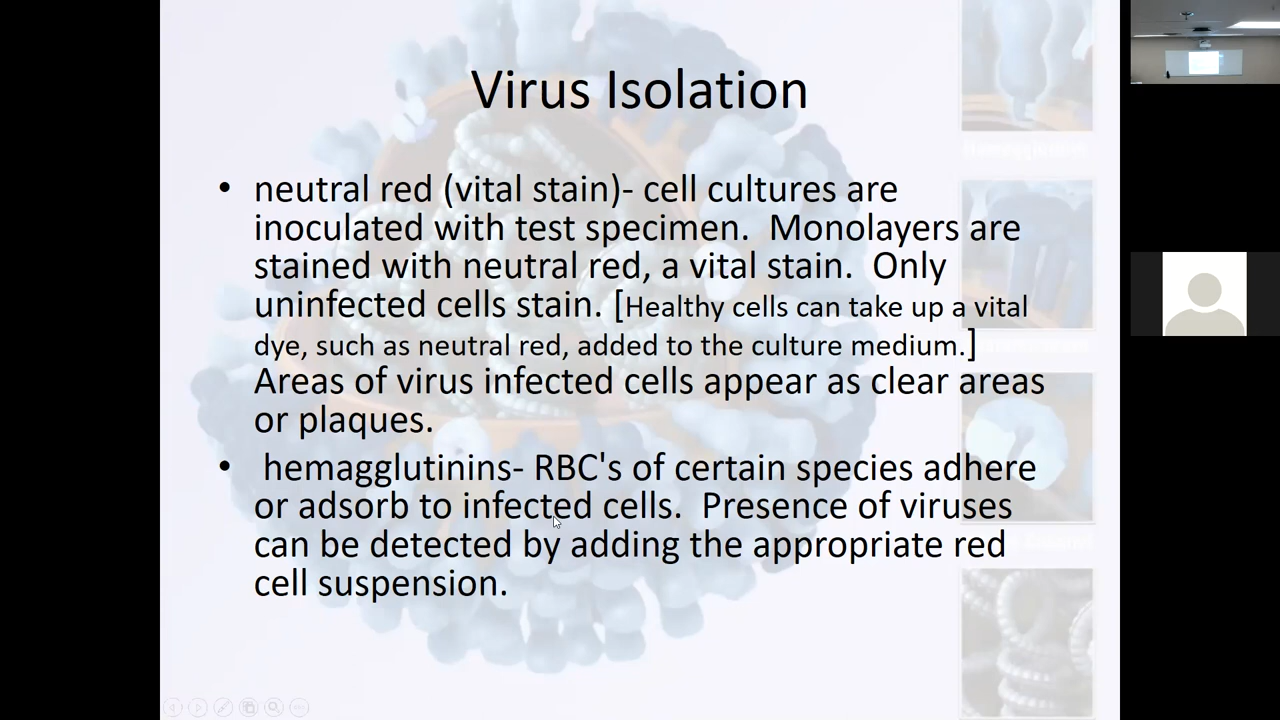 Virus Isolation
• neutral red (vital stain)- cell cultures are
inoculated with test specimen.  Monolayers are
stained with neutral red, a vital stain.  Only
uninfected cells stain. [Healthy cells can take up a vital
dye, such as neutral red, added to the culture medium.]
Areas of virus infected cells appear as clear areas
or plaques.
• hemagglutinins- RBC's of certain species adhere
or adsorb to infected cells.  Presence of viruses
can be detected by adding the appropriate red
cell suspension.